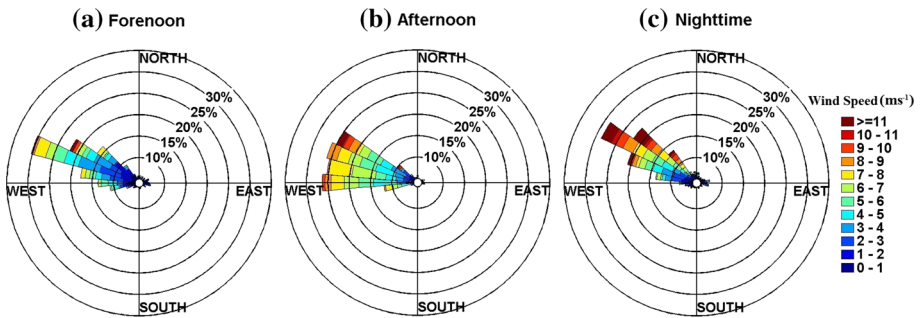 (a) Forenoon
NORTH
30%
25%
20%
15%
10%
WEST
EAST
SOUTH
(b) Afternoon
NORTH
30%
25%
20%
15%
10%
WEST
EAST
SOUTH
(c) Nighttime
NORTH
30%
25%
20%
15%
10%
WEST
EAST
SOUTH
Wind Speed (ms⁻¹)
>=11
10 - 11
9 - 10
8 - 9
7 - 8
6 - 7
5 - 6
4 - 5
3 - 4
2 - 3
1 - 2
0 - 1